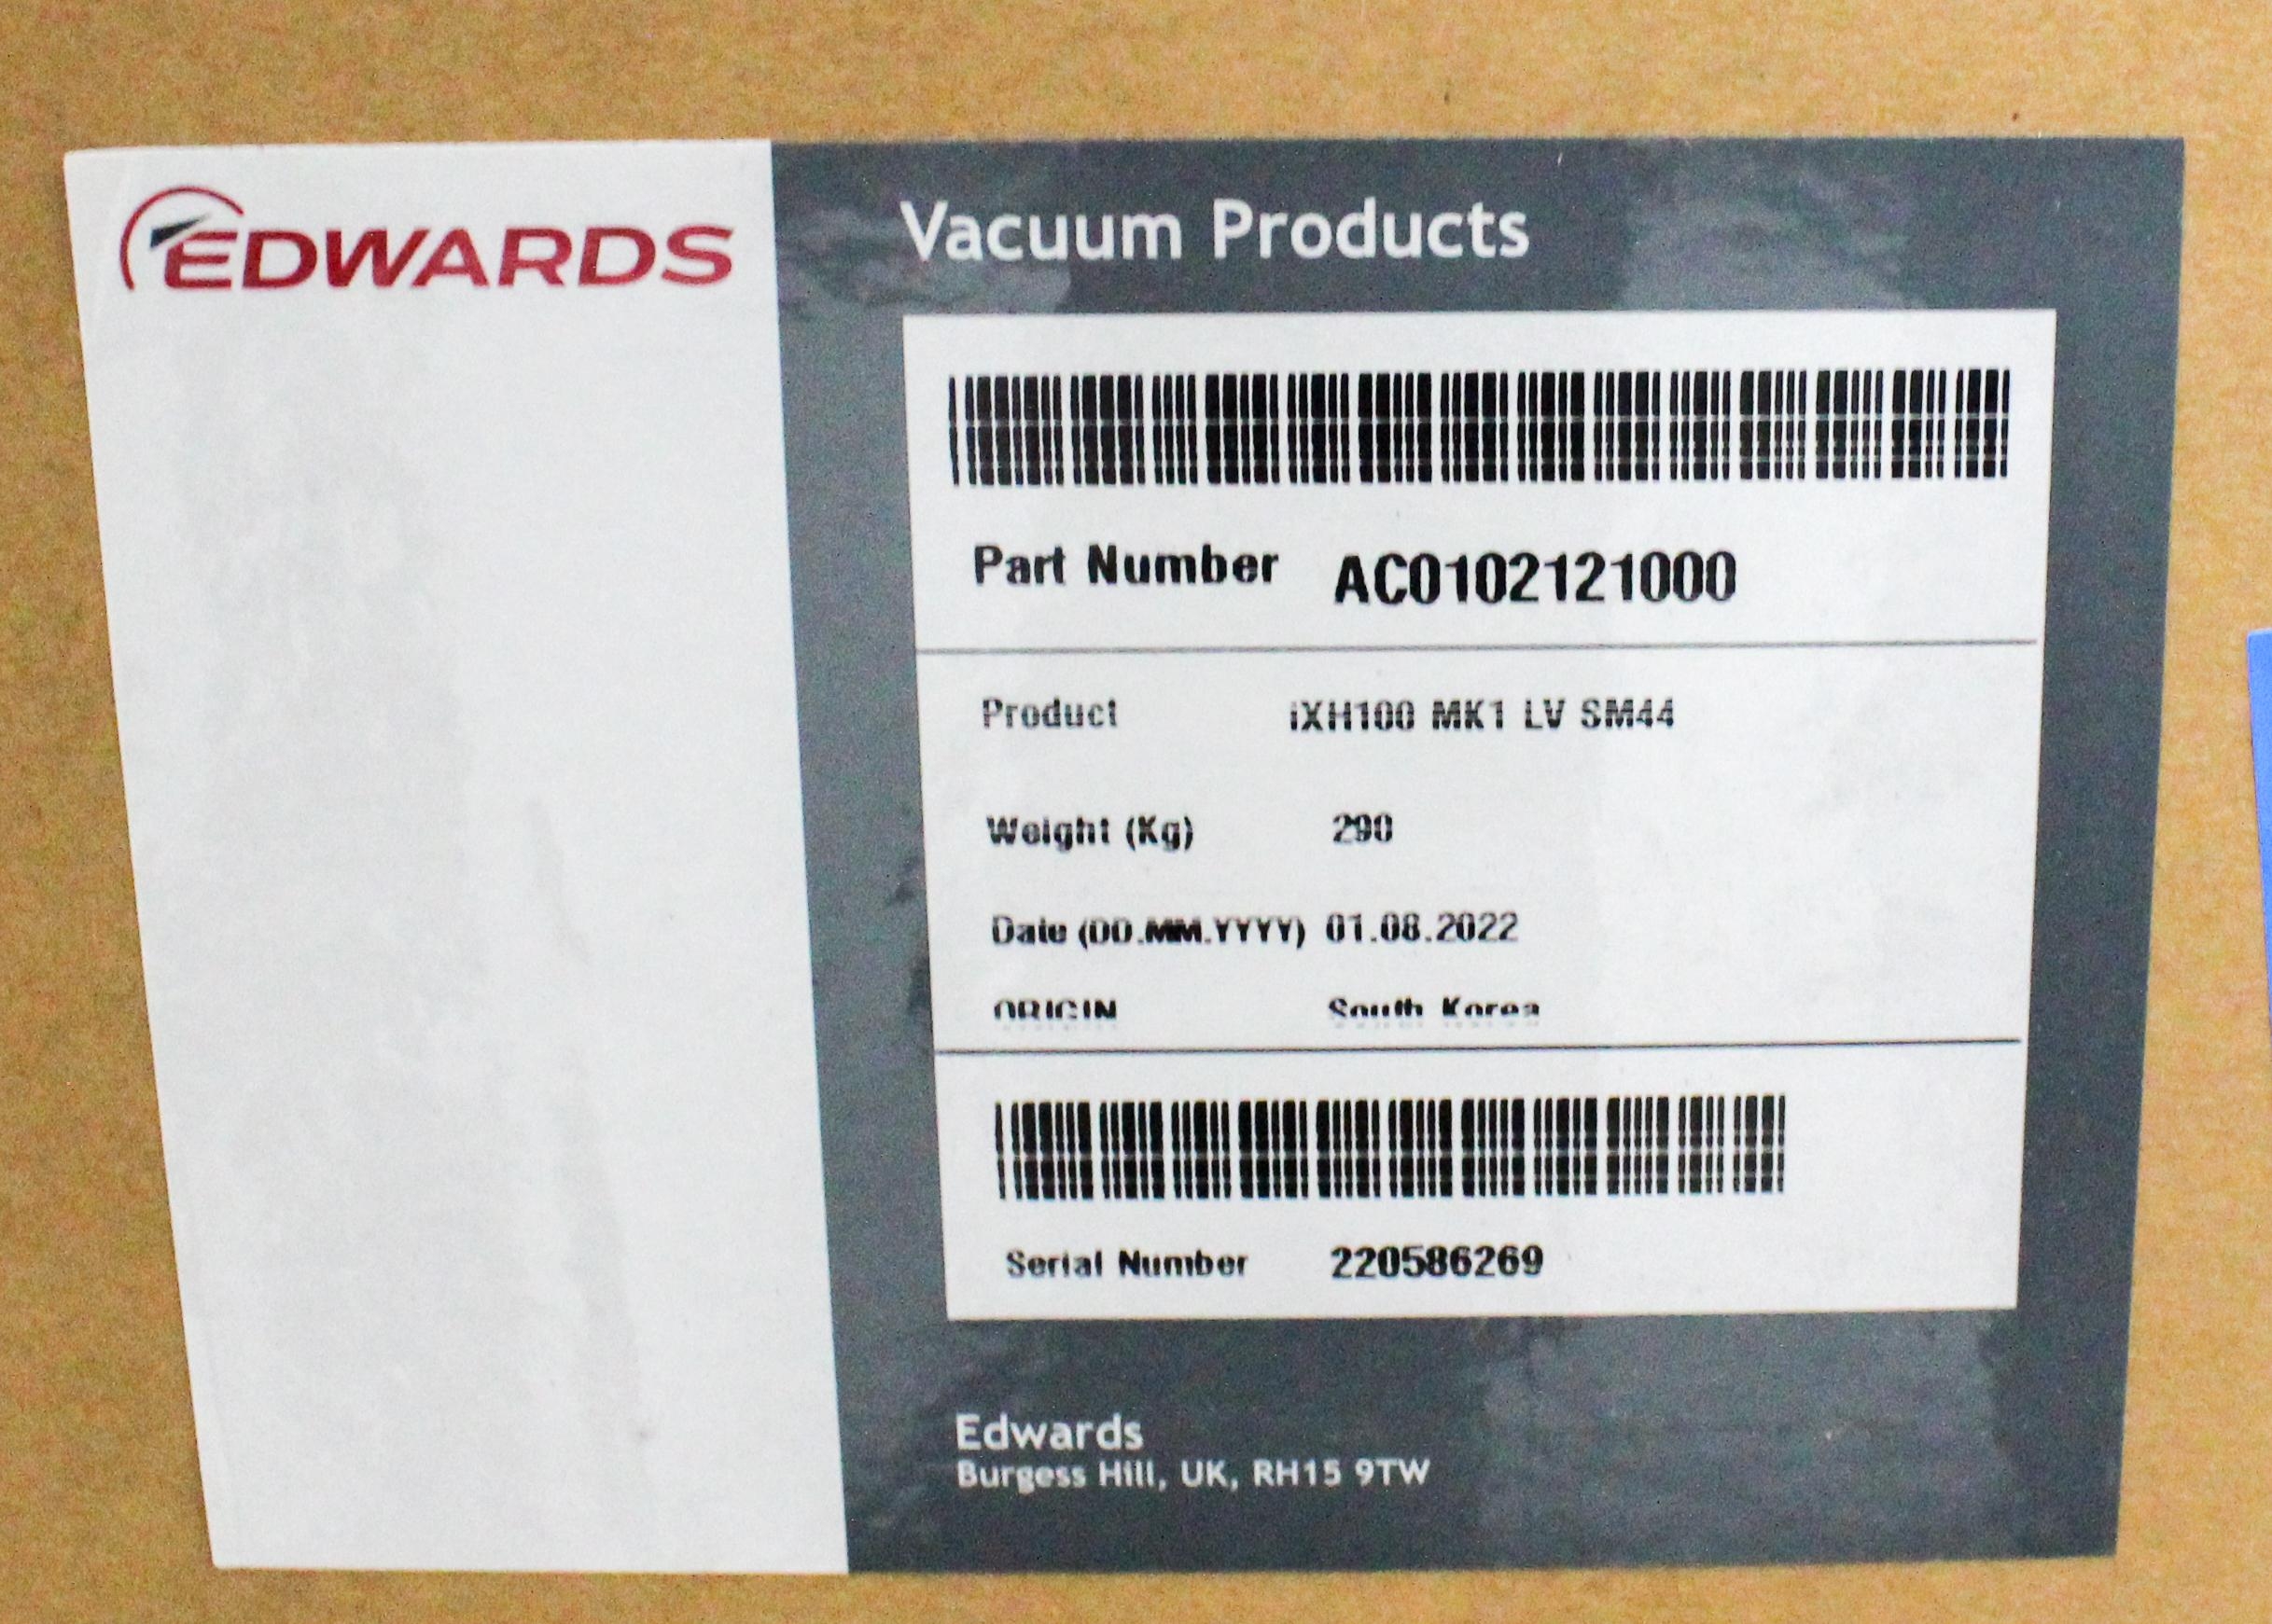 EDWARDS
Vacuum Products
Part Number AC0102121000
Product iXH100 MK1 LV SM44
Weight (Kg) 290
Date (DD.MM.YYYY) 01.08.2022
ORIGIN South Korea
Serial Number 220586269
Edwards
Burgess Hill, UK, RH15 9TW